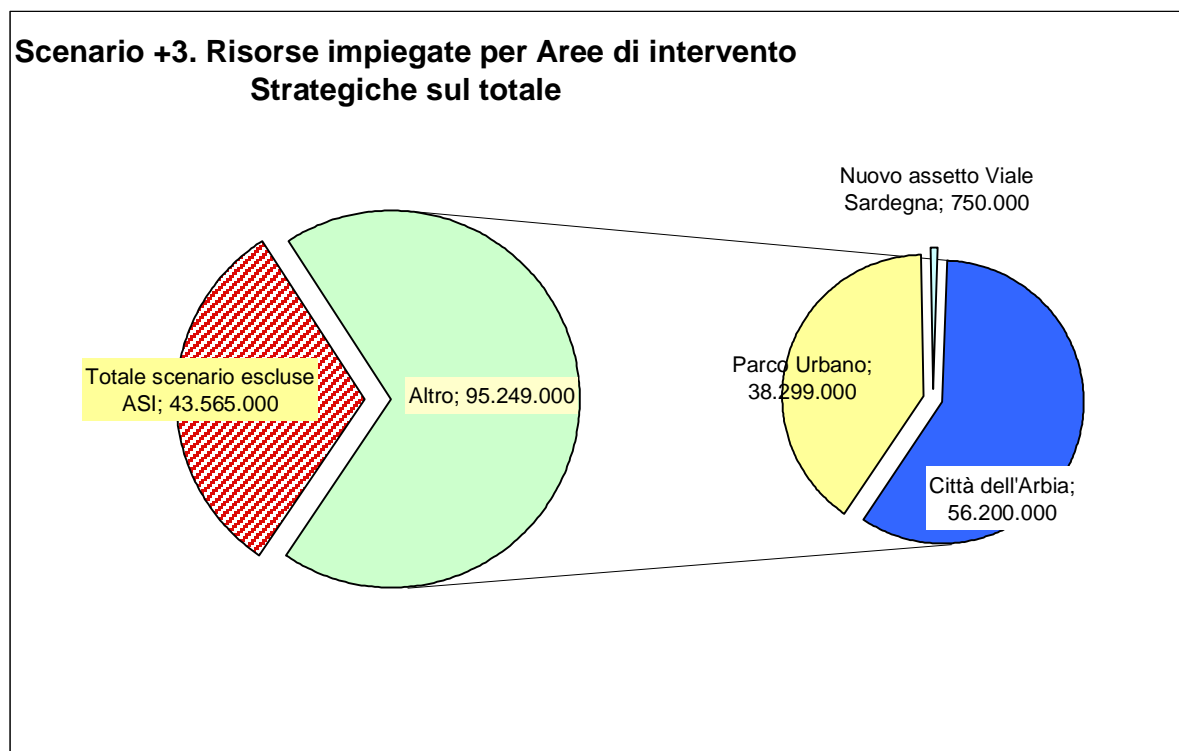 Scenario +3. Risorse impiegate per Aree di intervento
Strategiche sul totale
Nuovo assetto Viale
Sardegna; 750.000
Totale scenario escluse
ASI; 43.565.000
Altro; 95.249.000
Parco Urbano;
38.299.000
Città dell'Arbia;
56.200.000